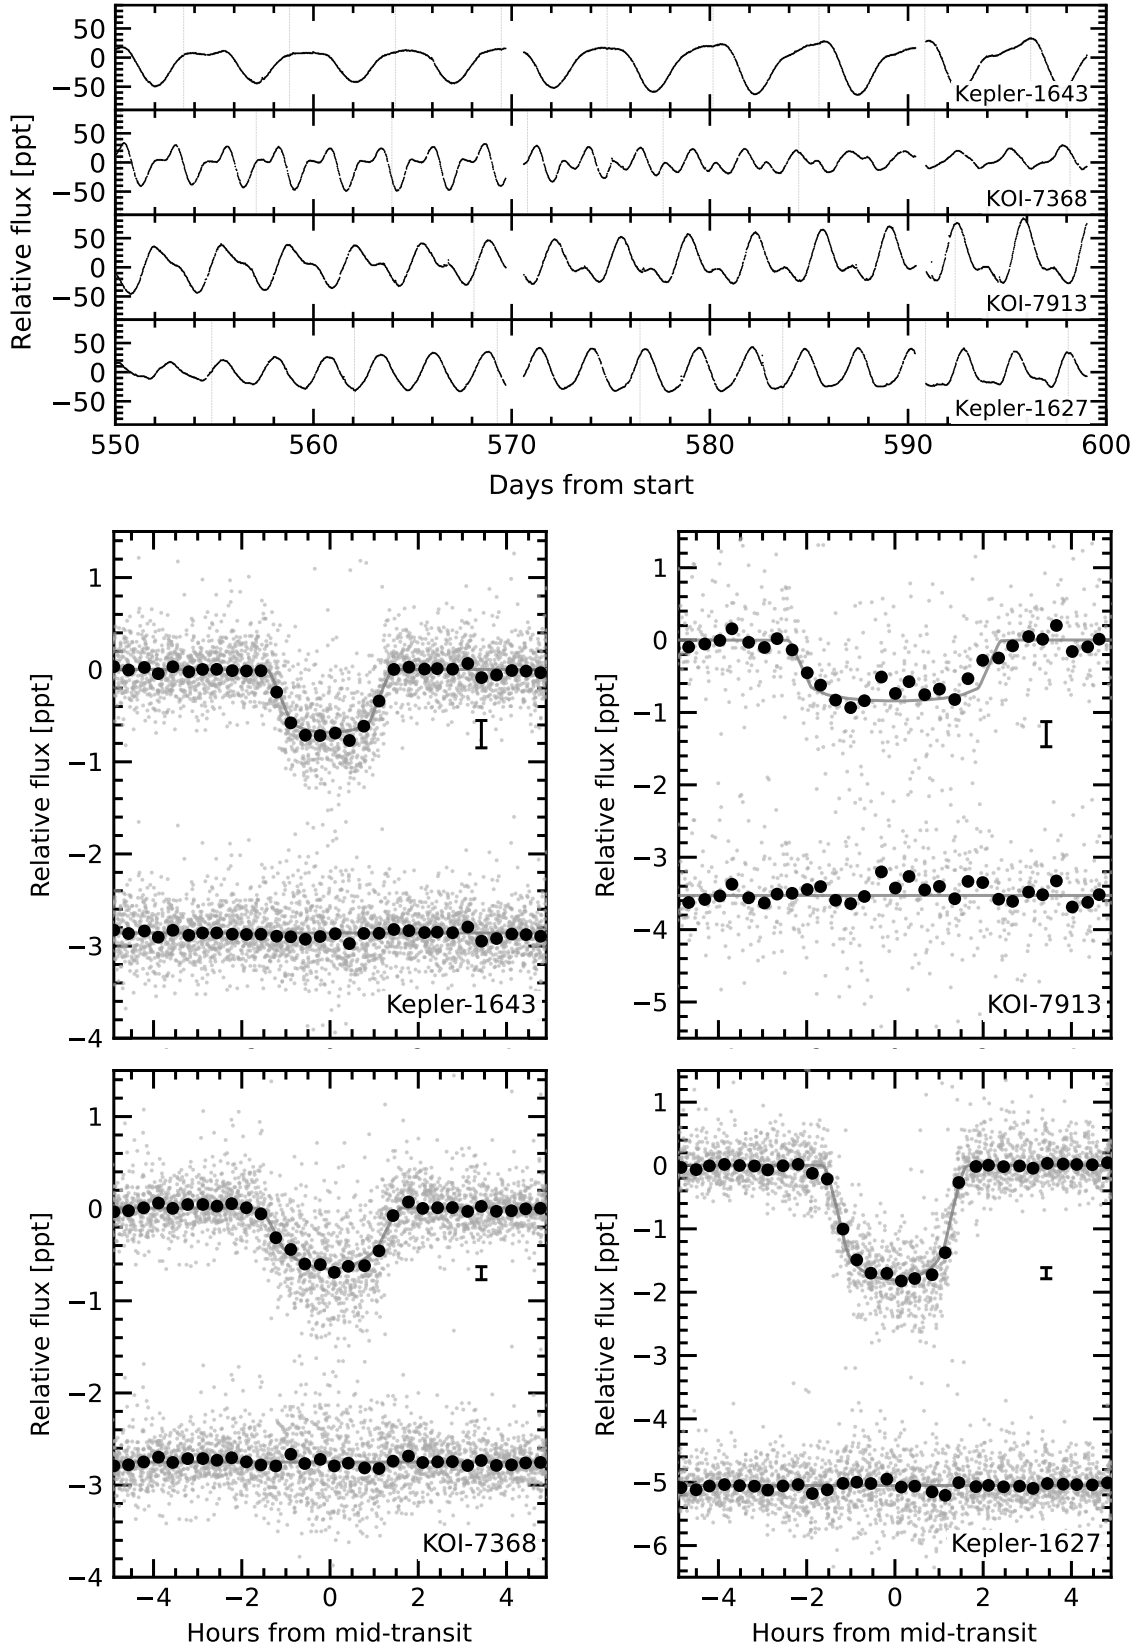 50
0
−50
Kepler-1643
50
0
−50
KOI-7368
50
0
−50
KOI-7913
50
0
−50
Kepler-1627
Relative flux [ppt]
550 560 570 580 590 600
Days from start
1
0
−1
−2
−3
−4
Relative flux [ppt]
Kepler-1643
1
0
−1
−2
−3
−4
−5
Relative flux [ppt]
KOI-7913
1
0
−1
−2
−3
−4
Relative flux [ppt]
KOI-7368
−4 −2 0 2 4
Hours from mid-transit
1
0
−1
−2
−3
−4
−5
−6
Relative flux [ppt]
Kepler-1627
−4 −2 0 2 4
Hours from mid-transit